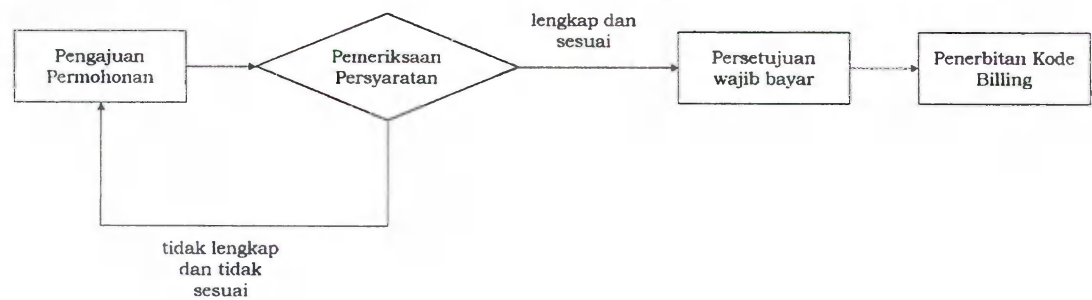 Pengajuan
Permohonan
Pemeriksaan
Persyaratan
lengkap dan
sesuai
Persetujuan
wajib bayar
Penerbitan Kode
Billing
tidak lengkap
dan tidak
sesuai